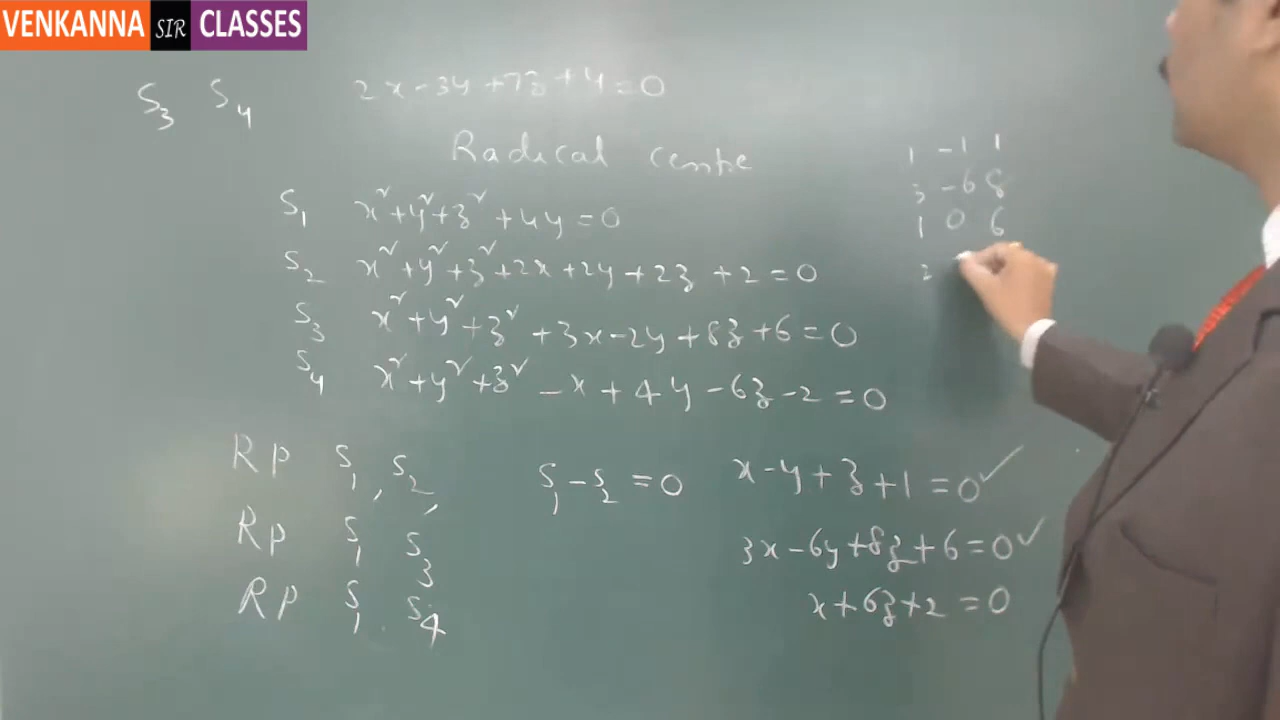 VENKANNA SIR CLASSES
S₃ S₄ 2x-3y+7z+4=0
Radical centre
S₁ x²+y²+z²+4y=0
S₂ x²+y²+z²+2x+2y+2z+2=0
S₃ x²+y²+z²+3x-2y+8z+6=0
S₄ x²+y²+z²-x+4y-6z-2=0
1 -1 1
3 -6 8
1 0 6
Rp S₁, S₂, S₁-S₂=0 x-y+z+1=0✓
Rp S₁ S₃ 3x-6y+8z+6=0✓
Rp S₁ S₄ x+6z+2=0